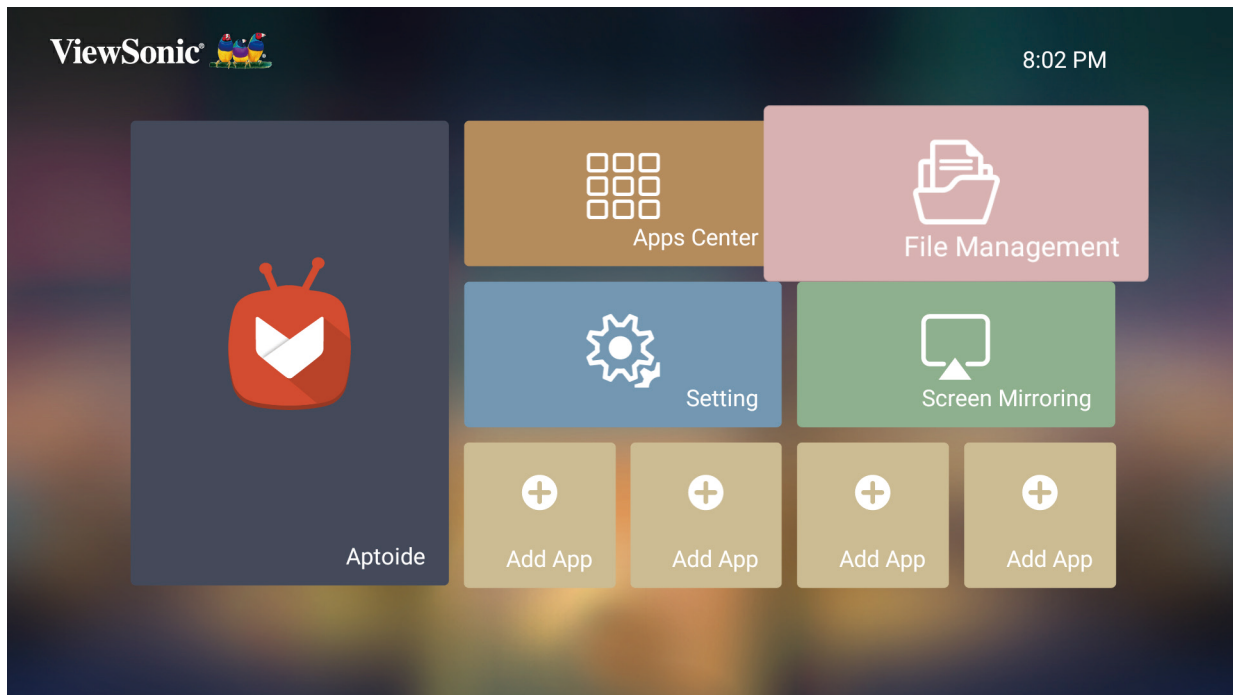 ViewSonic®
8:02 PM
Apps Center
File Management
Setting
Screen Mirroring
Aptoide
Add App
Add App
Add App
Add App